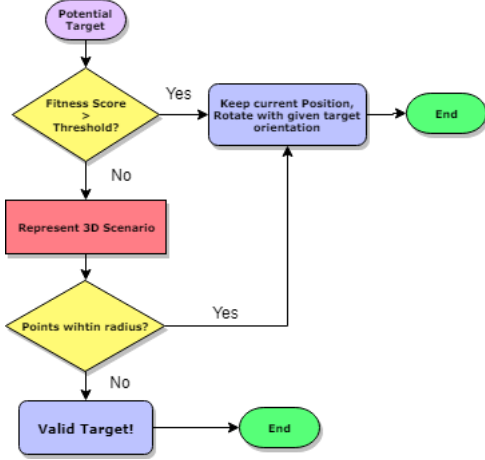 Potential
Target
Fitness Score
>
Threshold?
Yes
Keep current Position,
Rotate with given target
orientation
End
No
Represent 3D Scenario
Points wihtin radius?
Yes
No
Valid Target!
End